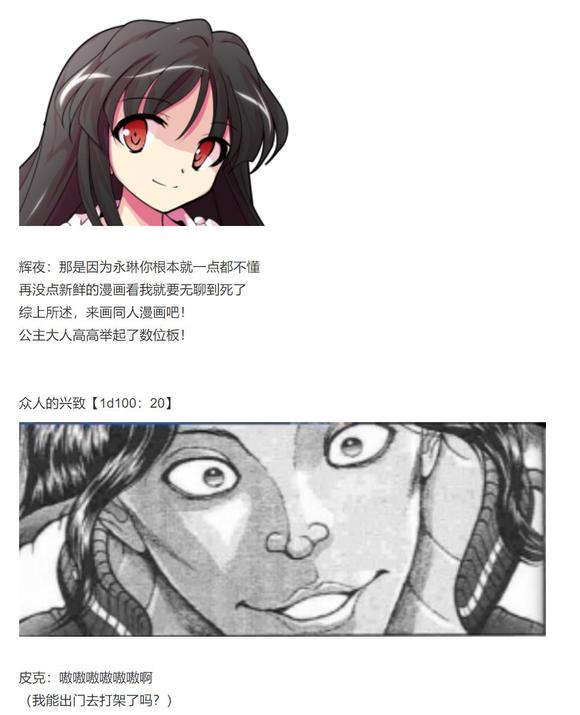 辉夜：那是因为永琳你根本就一点都不懂
再没点新鲜的漫画看我就要无聊到死了
综上所述，来画同人漫画吧！
公主大人高高举起了数位板！
众人的兴致【1d100：20】
皮克：嗷嗷嗷嗷嗷嗷啊
（我能出门去打架了吗？）